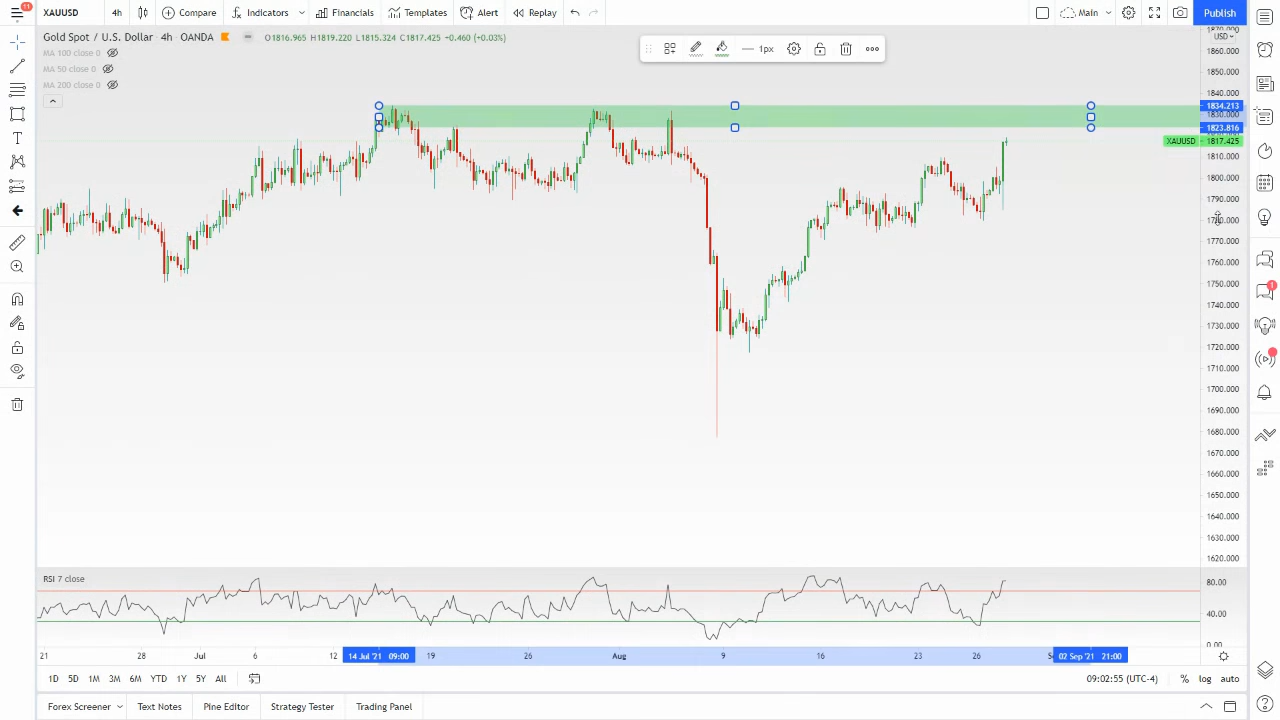 11
XAUUSD 4h Compare Indicators Financials Templates Alert Replay Main Publish
Gold Spot / U.S. Dollar · 4h · OANDA O1816.965 H1819.220 L1815.324 C1817.425 +0.460 (+0.03%)
MA 100 close 0
MA 50 close 0
MA 200 close 0
1px
USD
1860.000
1850.000
1840.000
1834.213
1830.000
1823.816
XAUUSD 1817.425
1810.000
1800.000
1790.000
1780.000
1770.000
1760.000
1750.000
1740.000
1730.000
1720.000
1710.000
1700.000
1690.000
1680.000
1670.000
1660.000
1650.000
1640.000
1630.000
1620.000
1
RSI 7 close
80.00
40.00
0.00
21 28 Jul 6 12 14 Jul '21 09:00 19 26 Aug 9 16 23 26 02 Sep '21 21:00
1D 5D 1M 3M 6M YTD 1Y 5Y All 09:02:55 (UTC-4) % log auto
Forex Screener Text Notes Pine Editor Strategy Tester Trading Panel